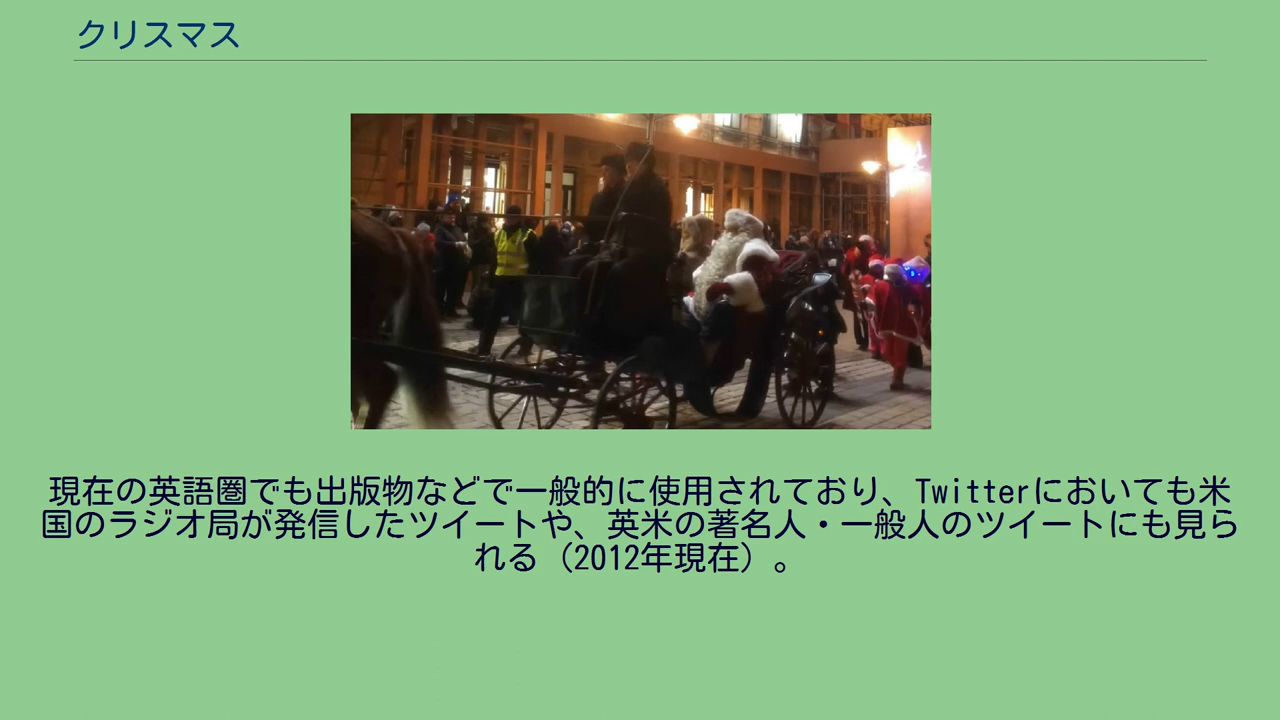 クリスマス
現在の英語圏でも出版物などで一般的に使用されており、Twitterにおいても米
国のラジオ局が発信したツイートや、英米の著名人・一般人のツイートにも見ら
れる（2012年現在）。